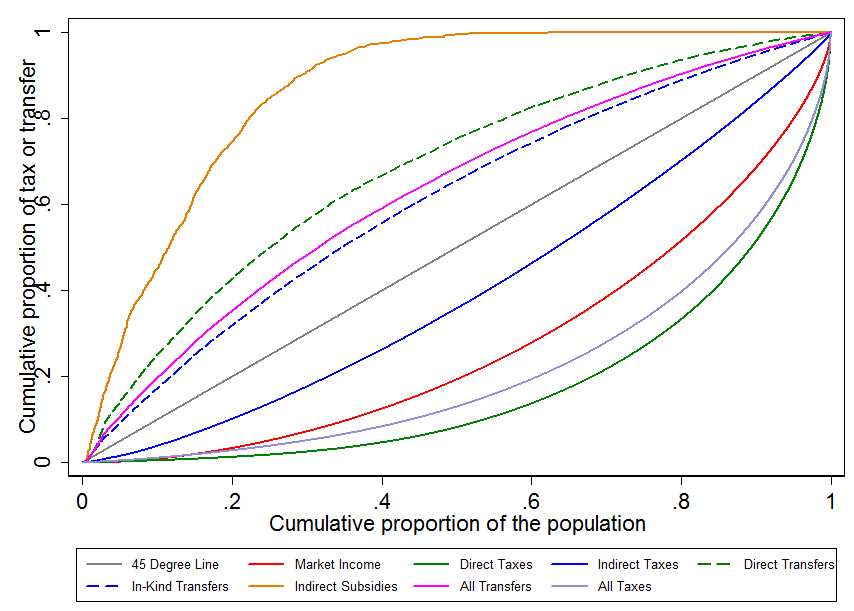 Cumulative proportion of tax or transfer
1
.8
.6
.4
.2
0
0 .2 .4 .6 .8 1
Cumulative proportion of the population
45 Degree Line Market Income Direct Taxes Indirect Taxes Direct Transfers
In-Kind Transfers Indirect Subsidies All Transfers All Taxes